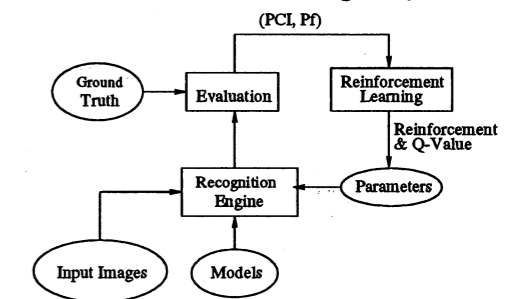 (PCI, Pf)
Ground
Truth
Evaluation
Reinforcement
Learning
Reinforcement
& Q-Value
Recognition
Engine
Parameters
Input Images
Models